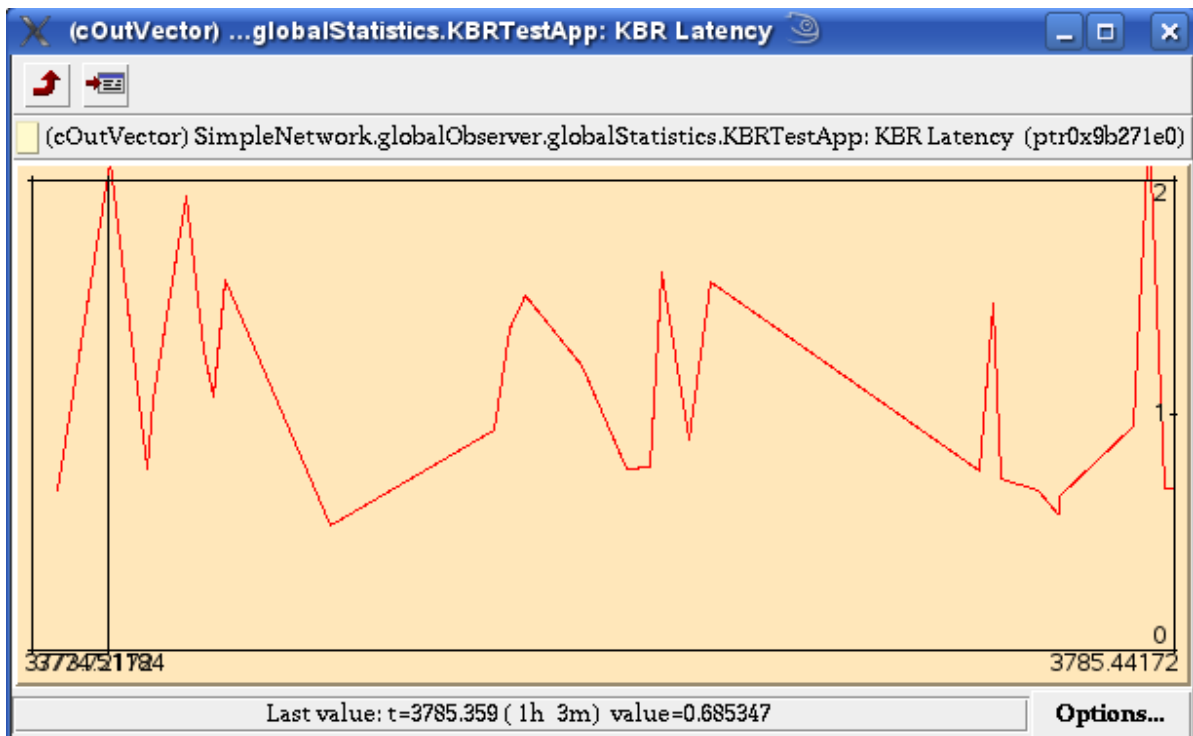 (cOutVector) ...globalStatistics.KBRTestApp: KBR Latency
(cOutVector) SimpleNetwork.globalObserver.globalStatistics.KBRTestApp: KBR Latency (ptr0x9b271e0)
2
1
0
3785.44172
Last value: t=3785.359 ( 1h 3m) value=0.685347
Options...